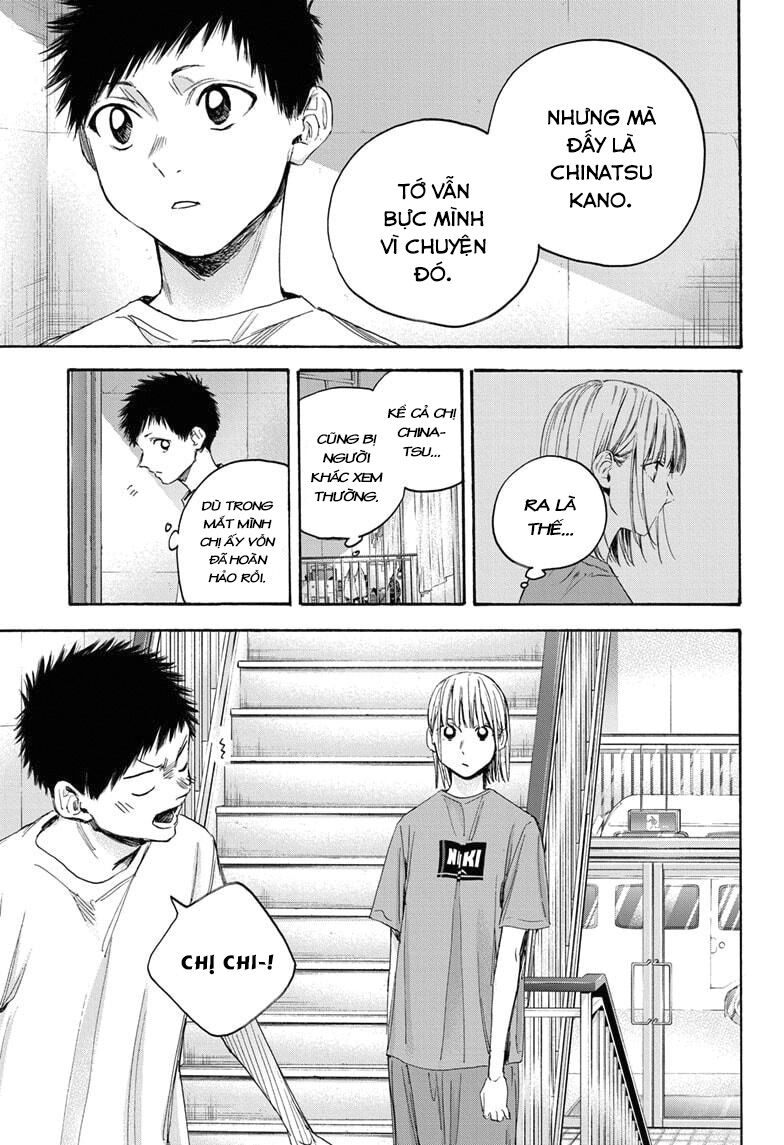 NHƯNG MÀ
ĐẤY LÀ
CHINATSU
KANO.
TỚ VẪN
BỰC MÌNH
VÌ CHUYỆN
ĐÓ.
RA LÀ
THẾ...
KỂ CẢ CHỊ
CHINA-
TSU...
CŨNG BỊ
NGƯỜI
KHÁC XEM
THƯỜNG.
DÙ TRONG
MẮT MÌNH
CHỊ ẤY VỐN
ĐÃ HOÀN
HẢO RỒI.
CHỊ CHI-!